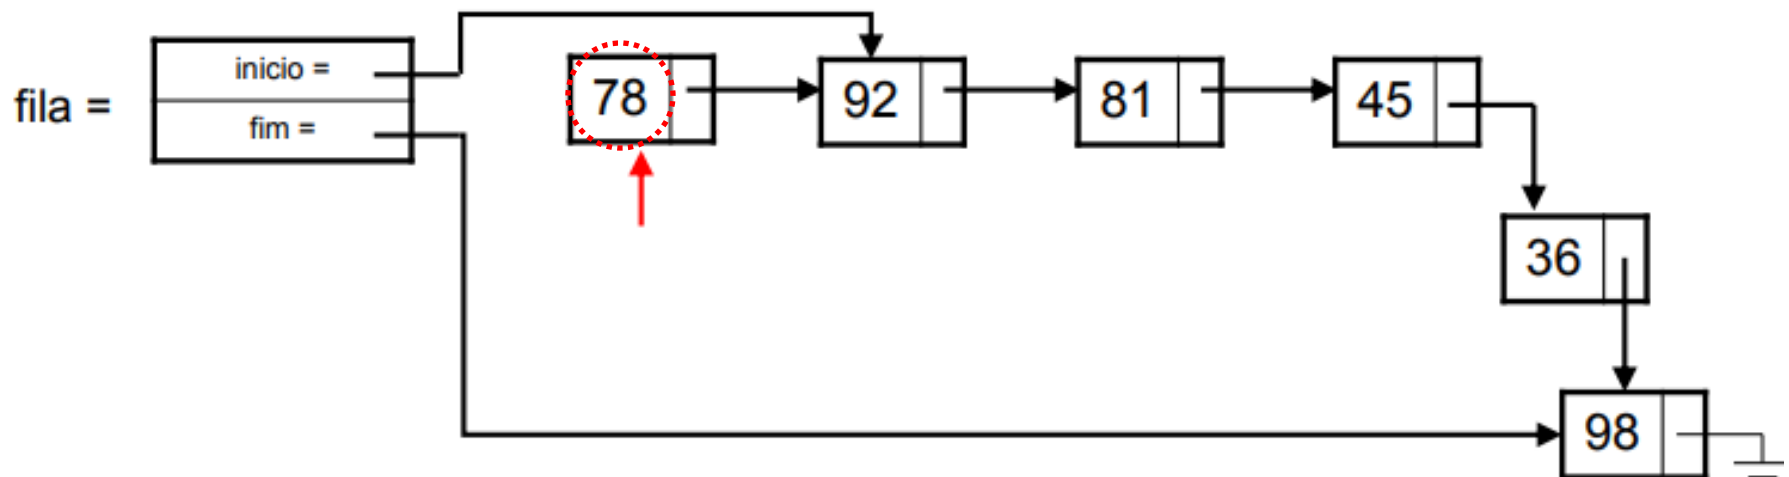 fila =
inicio =
fim =
78
92
81
45
36
98